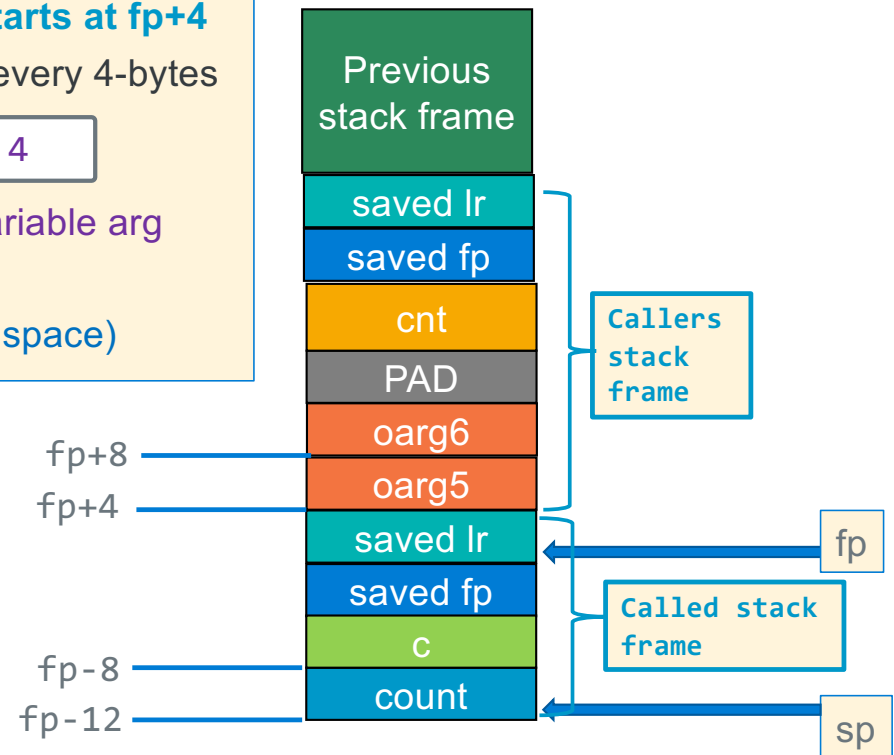 tarts at fp+4
every 4-bytes
4
ariable arg
space)
Previous
stack frame
saved lr
saved fp
cnt
PAD
oarg6
oarg5
saved lr
saved fp
c
count
Callers
stack
frame
fp+8
fp+4
fp
Called stack
frame
fp-8
fp-12
sp